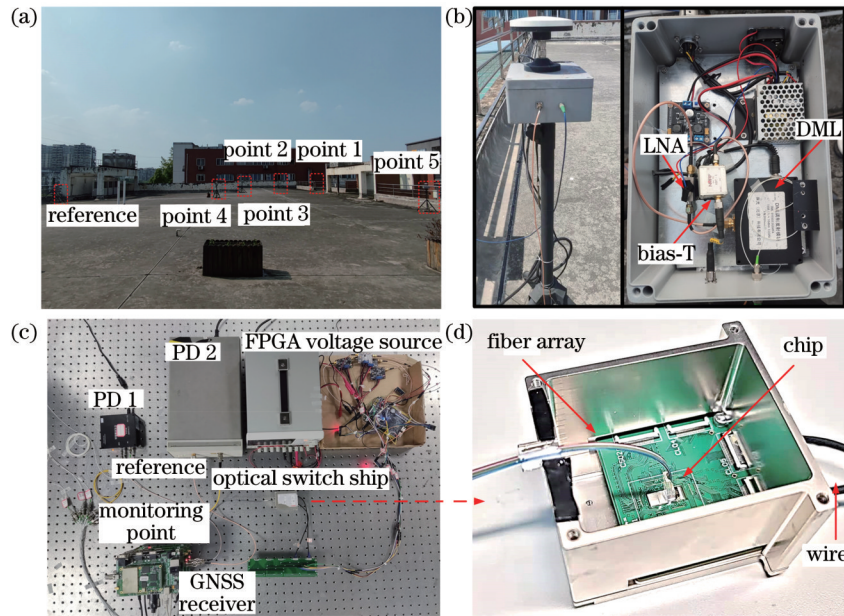 (a)
point 2
point 1
point 5
reference
point 4
point 3
(b)
LNA
DML
bias-T
(c)
PD 2
FPGA voltage source
PD 1
reference
optical switch ship
monitoring
point
GNSS
receiver
(d)
fiber array
chip
wire